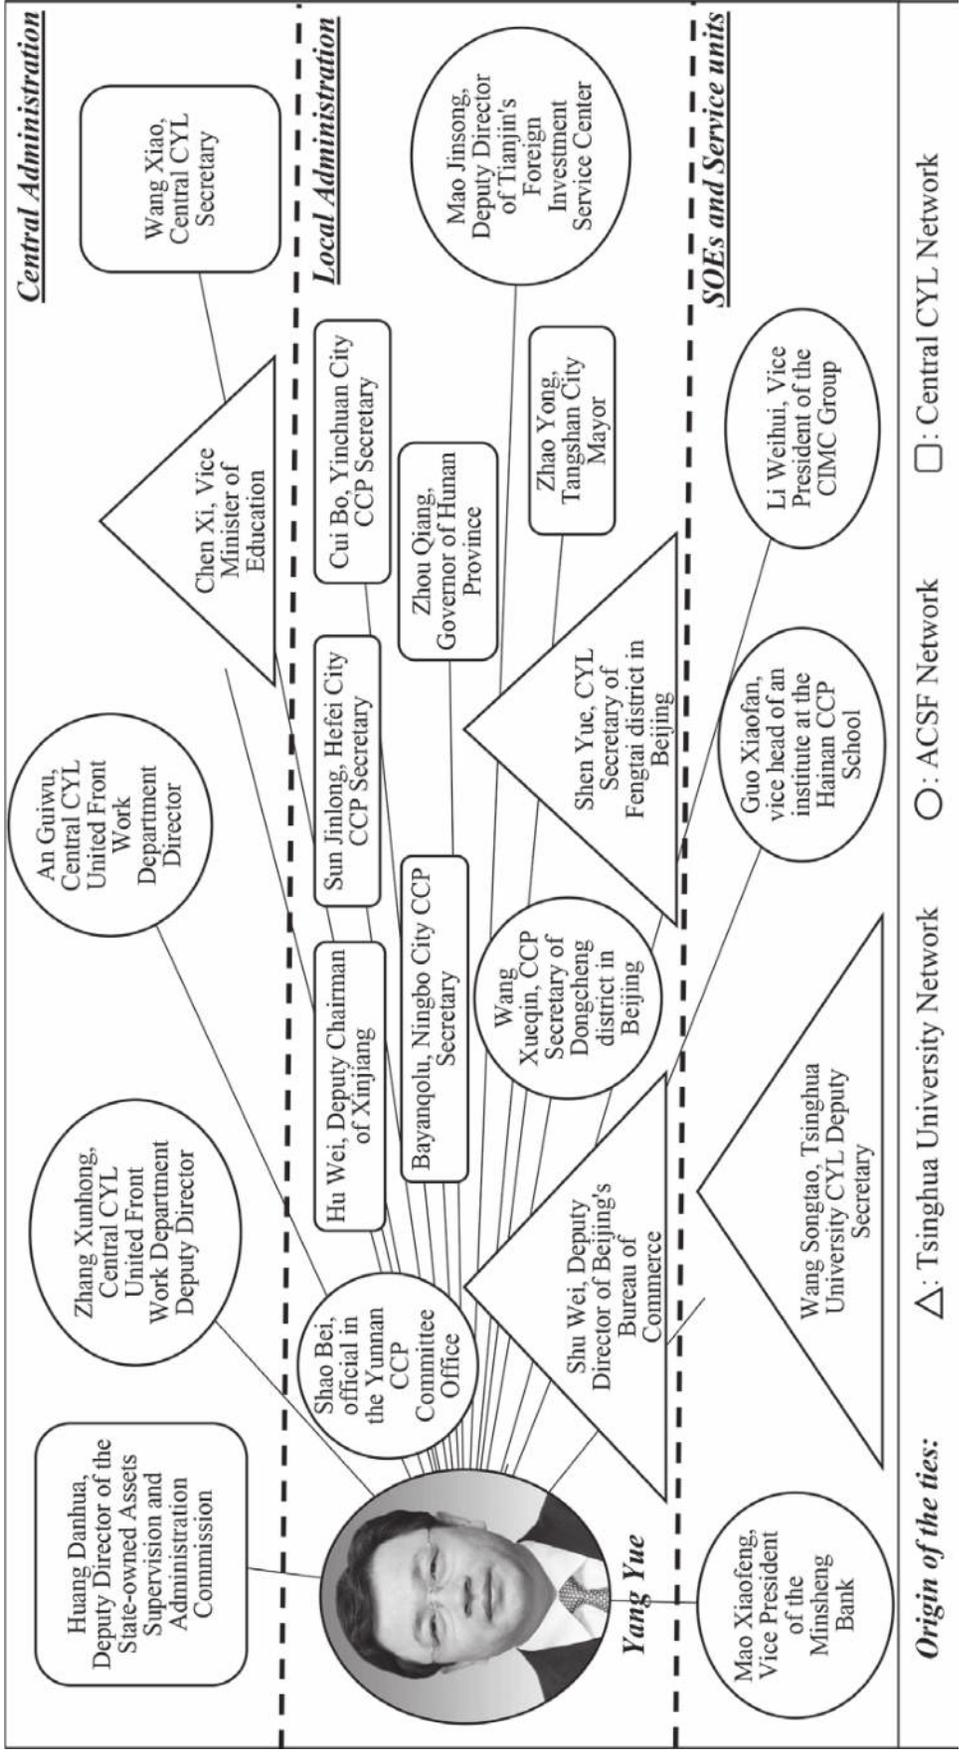 Central Administration
Huang Danhua,
Deputy Director of the
State-owned Assets
Supervision and
Administration
Commission
Zhang Xunhong,
Central CYL
United Front
Work Department
Deputy Director
An Guiwu,
Central CYL
United Front
Work
Department
Director
Chen Xi, Vice
Minister of
Education
Wang Xiao,
Central CYL
Secretary
Local Administration
Yang Yue
Shao Bei,
official in
the Yunan
CCP
Committee
Office
Hu Wei, Deputy Chairman
of Xinjiang
Sun Jinlong, Hefei City
CCP Secretary
Cui Bo, Yinchuan City
CCP Secretary
Bayanqolu, Ningbo City CCP
Secretary
Zhou Qiang,
Governor of Hunan
Province
Mao Jinsong,
Deputy Director
of Tianjin's
Foreign
Investment
Service Center
Shu Wei, Deputy
Director of Beijing's
Bureau of
Commerce
Wang
Xueqin, CCP
Secretary of
Dongcheng
district in
Beijing
Shen Yue, CYL
Secretary of
Fengtai district in
Beijing
Zhao Yong,
Tangshan City
Mayor
SOEs and Service units
Mao Xiaofeng,
Vice President
of the
Minsheng
Bank
Wang Songtao, Tsinghua
University CYL Deputy
Secretary
Guo Xiaofan,
vice head of an
institute at the
Hainan CCP
School
Li Weihui, Vice
President of the
CIMC Group
Origin of the ties: △: Tsinghua University Network ○: ACSF Network ▢: Central CYL Network